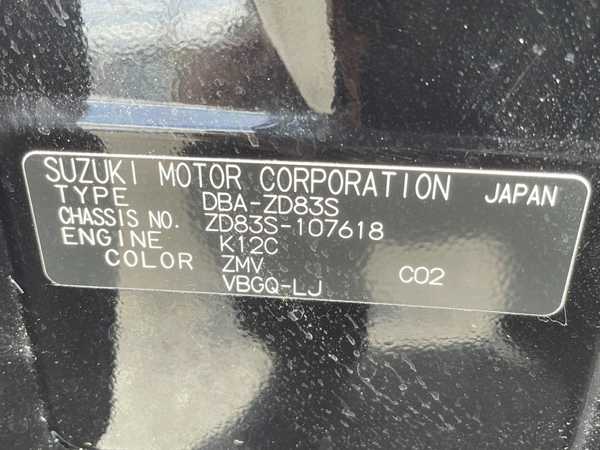 SUZUKI MOTOR CORPORATION JAPAN
TYPE DBA-ZD83S
CHASSIS NO. ZD83S-107618
ENGINE K12C
COLOR ZMV C02
VBGQ-LJ